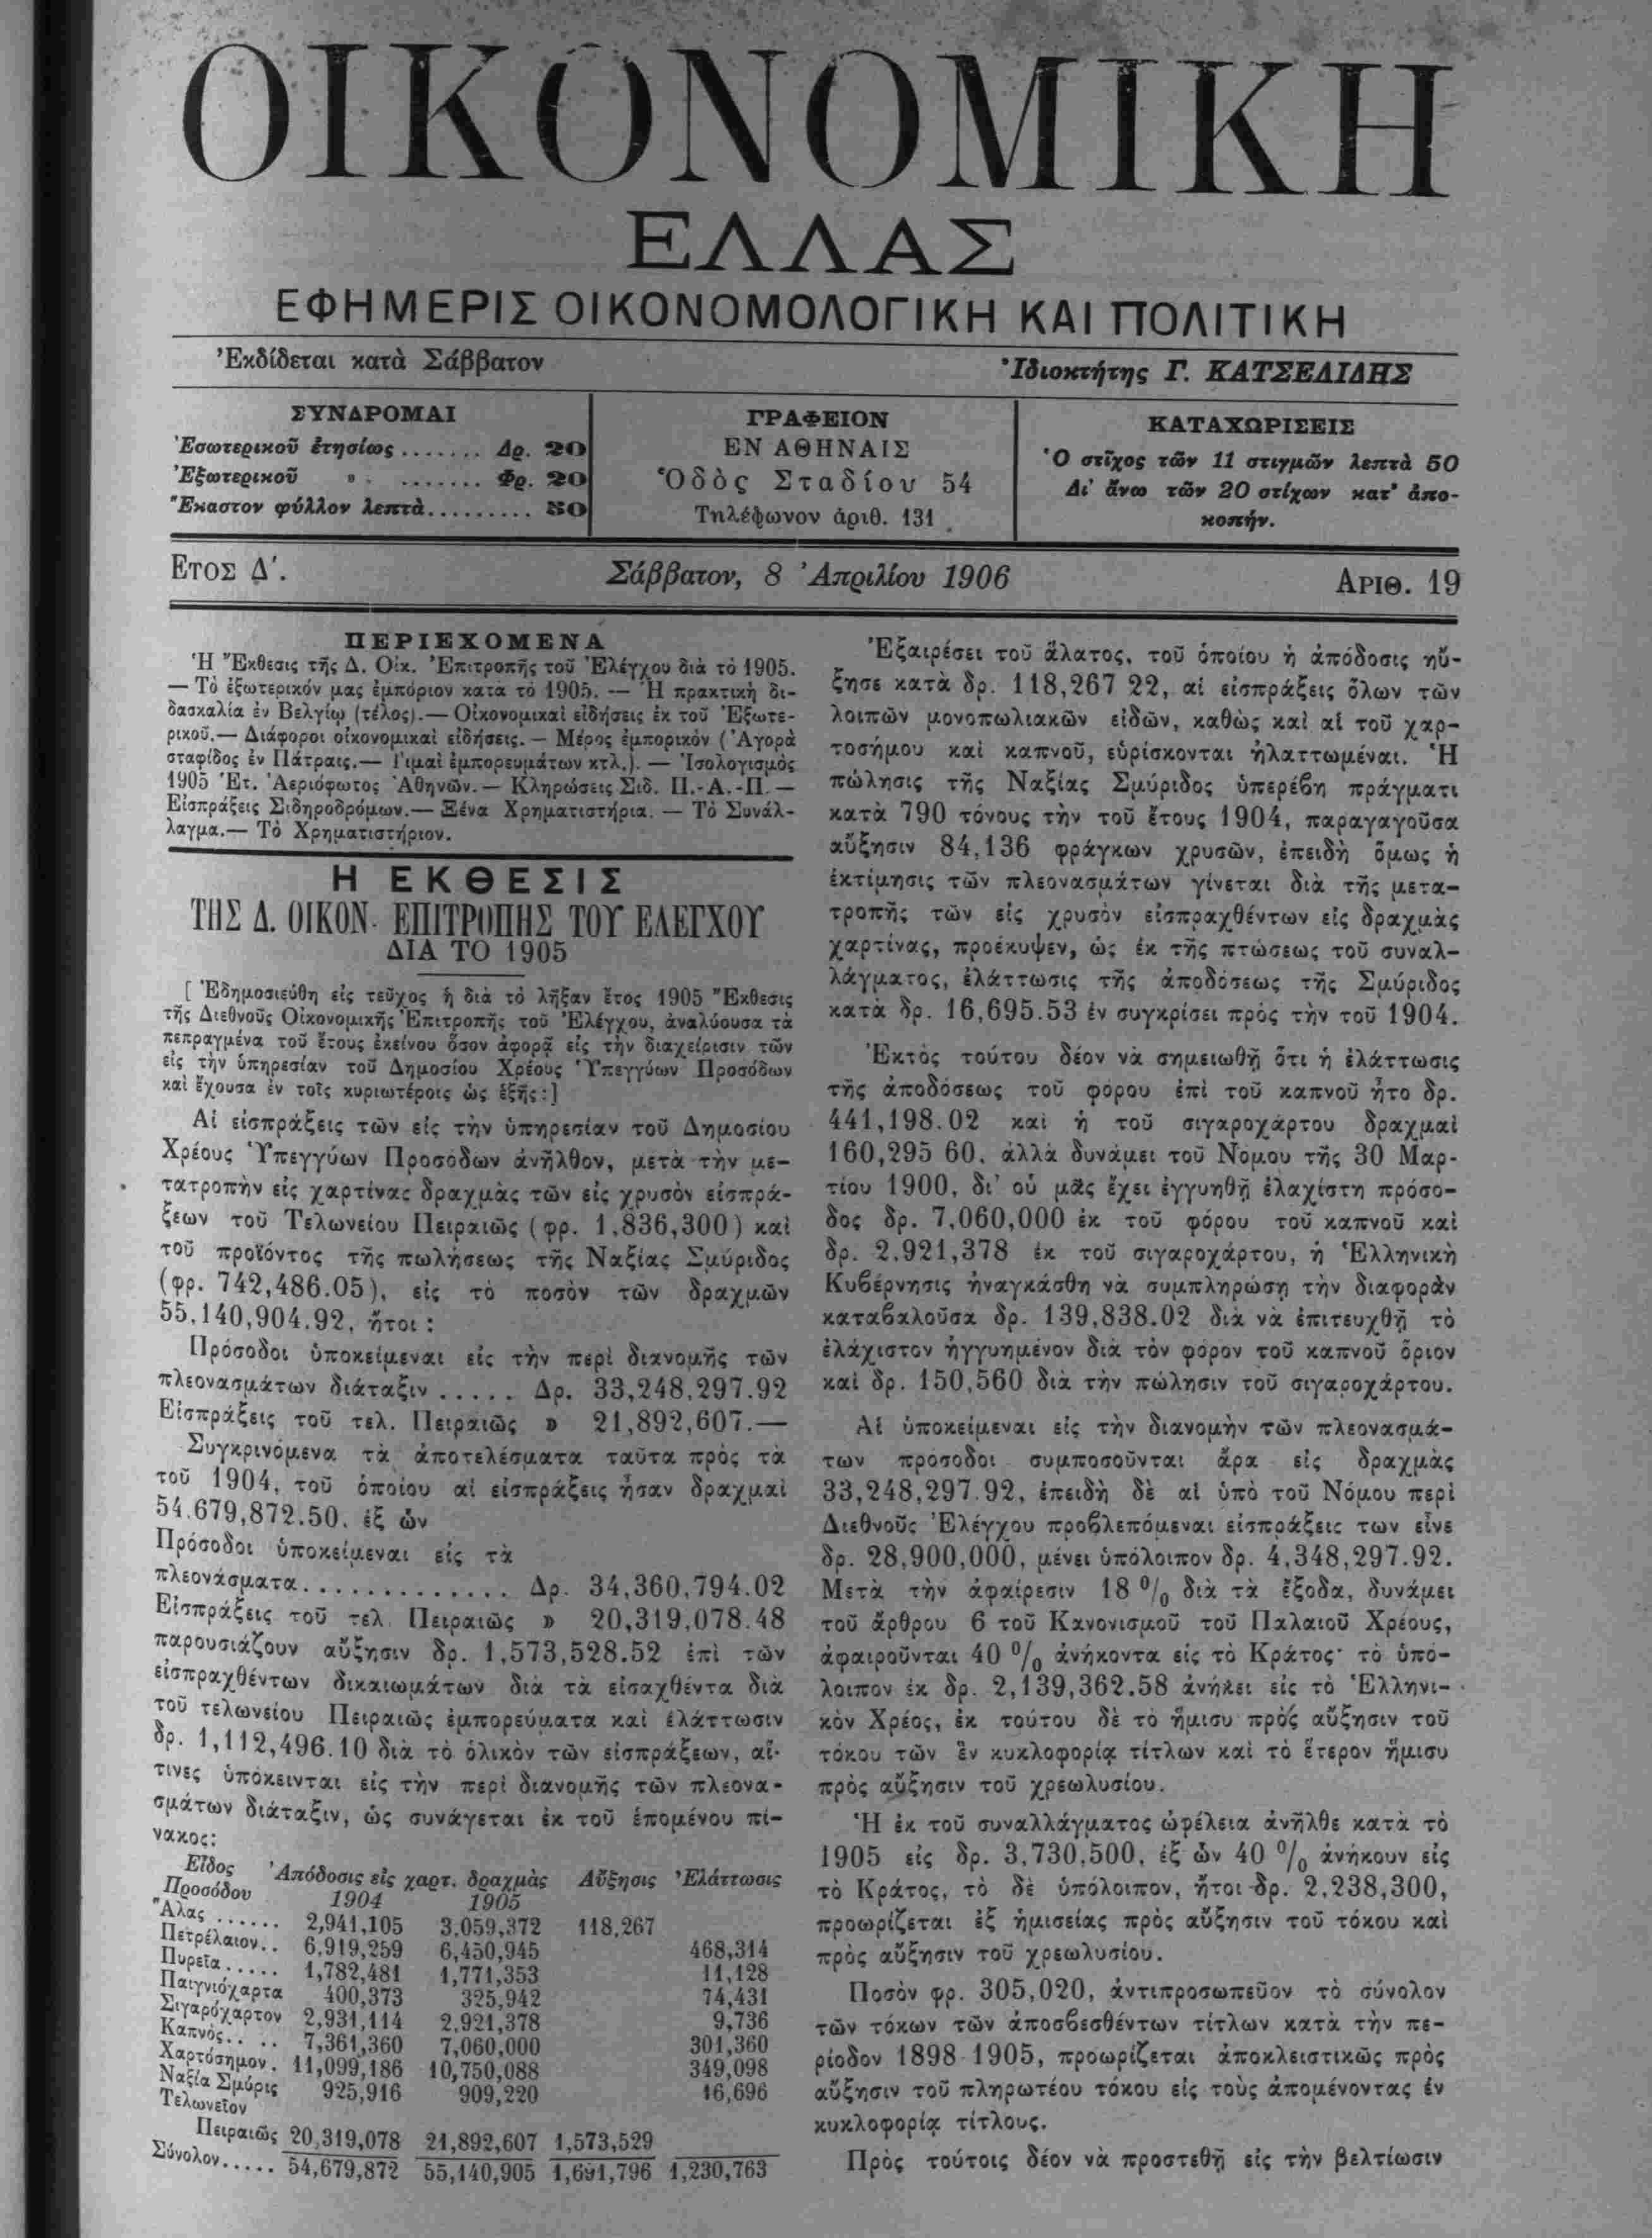 ΟΙΚΟΝΟΜΙΚΗ
ΕΛΛΑΣ
ΕΦΗΜΕΡΙΣ ΟΙΚΟΝΟΜΟΛΟΓΙΚΗ ΚΑΙ ΠΟΛΙΤΙΚΗ
Ἐκδίδεται κατὰ Σάββατον
Ἰδιοκτήτης Γ. ΚΑΤΣΕΛΙΔΗΣ
ΣΥΝΔΡΟΜΑΙ
Ἐσωτερικοῦ ἐτησίως ....... Δρ. 20
Ἐξωτερικοῦ » ....... Φρ. 20
Ἕκαστον φύλλον λεπτὰ.......... 50
ΓΡΑΦΕΙΟΝ
ΕΝ ΑΘΗΝΑΙΣ
Ὁδὸς Σταδίου 54
Τηλέφωνον ἀριθ. 131
ΚΑΤΑΧΩΡΙΣΕΙΣ
Ὁ στίχος τῶν 11 στιγμῶν λεπτὰ 50
Δι' ἄνω τῶν 20 στίχων κατ' ἀπο-
κοπήν.
ΕΤΟΣ Δ'.
Σάββατον, 8 Ἀπριλίου 1906
ΑΡΙΘ. 19
ΠΕΡΙΕΧΟΜΕΝΑ
Ἡ Ἔκθεσις τῆς Δ. Οἰκ. Ἐπιτροπῆς τοῦ Ἐλέγχου διὰ τὸ 1905.
— Τὸ ἐξωτερικόν μας ἐμπόριον κατὰ τὸ 1905. — Ἡ πρακτικὴ δι-
δασκαλία ἐν Βελγίῳ (τέλος).— Οἰκονομικαὶ εἰδήσεις ἐκ τοῦ Ἐξωτε-
ρικοῦ.— Διάφοροι οἰκονομικαὶ εἰδήσεις. — Μέρος ἐμπορικόν (Ἀγορὰ
σταφίδος ἐν Πάτραις.— Τιμαὶ ἐμπορευμάτων κτλ.). — Ἰσολογισμὸς
1905 Ἑτ. Ἀεριόφωτος Ἀθηνῶν.— Κληρώσεις Σιδ. Π.-Α.-Π.—
Εἰσπράξεις Σιδηροδρόμων.— Ξένα Χρηματιστήρια. — Τὸ Συνάλ-
λαγμα.— Τὸ Χρηματιστήριον.
Η ΕΚΘΕΣΙΣ
ΤΗΣ Δ. ΟΙΚΟΝ. ΕΠΙΤΡΟΠΗΣ ΤΟΥ ΕΛΕΓΧΟΥ
ΔΙΑ ΤΟ 1905
[Ἐδημοσιεύθη εἰς τεῦχος ἡ διὰ τὸ λῆξαν ἔτος 1905 Ἔκθεσις
τῆς Διεθνοῦς Οἰκονομικῆς Ἐπιτροπῆς τοῦ Ἐλέγχου, ἀναλύουσα τὰ
πεπραγμένα τοῦ ἔτους ἐκείνου ὅσον ἀφορᾷ εἰς τὴν διαχείρισιν τῶν
εἰς τὴν ὑπηρεσίαν τοῦ Δημοσίου Χρέους Ὑπεγγύων Προσόδων
καὶ ἔχουσα ἐν τοῖς κυριωτέροις ὡς ἑξῆς:]
Αἱ εἰσπράξεις τῶν εἰς τὴν ὑπηρεσίαν τοῦ Δημοσίου
Χρέους Ὑπεγγύων Προσόδων ἀνῆλθον, μετὰ τὴν με-
τατροπὴν εἰς χαρτίνας δραχμὰς τῶν εἰς χρυσὸν εἰσπρά-
ξεων τοῦ Τελωνείου Πειραιῶς (φρ. 1,836,300) καὶ
τοῦ προϊόντος τῆς πωλήσεως τῆς Ναξίας Σμύριδος
(φρ. 742,486.05), εἰς τὸ ποσὸν τῶν δραχμῶν
55,140,904.92, ἤτοι :
Πρόσοδοι ὑποκείμεναι εἰς τὴν περὶ διανομῆς τῶν
πλεονασμάτων διάταξιν ..... Δρ. 33,248,297.92
Εἰσπράξεις τοῦ τελ. Πειραιῶς » 21,892,607.—
Συγκρινόμενα τὰ ἀποτελέσματα ταῦτα πρὸς τὰ
τοῦ 1904, τοῦ ὁποίου αἱ εἰσπράξεις ἦσαν δραχμαὶ
54.679,872.50. ἐξ ὧν
Πρόσοδοι ὑποκείμεναι εἰς τὰ
πλεονάσματα............. Δρ. 34,360,794.02
Εἰσπράξεις τοῦ τελ. Πειραιῶς » 20,319,078.48
παρουσιάζουν αὔξησιν δρ. 1,573,528.52 ἐπὶ τῶν
εἰσπραχθέντων δικαιωμάτων διὰ τὰ εἰσαχθέντα διὰ
τοῦ τελωνείου Πειραιῶς ἐμπορεύματα καὶ ἐλάττωσιν
δρ. 1,112,496.10 διὰ τὸ ὁλικὸν τῶν εἰσπράξεων, αἵ-
τινες ὑπόκεινται εἰς τὴν περὶ διανομῆς τῶν πλεονα-
σμάτων διάταξιν, ὡς συνάγεται ἐκ τοῦ ἑπομένου πί-
νακος:
Εἶδος Ἀπόδοσις εἰς χαρτ. δραχμὰς Αὔξησις Ἐλάττωσις
Προσόδου 1904 1905
Ἅλας ...... 2,941,105 3.059,372 118,267
Πετρέλαιον.. 6,919,259 6,450,945 468,314
Πυρεῖα..... 1,782,481 1,771,353 11,128
Παιγνιόχαρτα 400,373 325,942 74,431
Σιγαρόχαρτον 2,931,114 2,921,378 9,736
Καπνός.. .. 7,361,360 7,060,000 301,360
Χαρτόσημον. 11,099,186 10,750,088 349,098
Ναξία Σμύρις 925,916 909,220 16,696
Τελωνεῖον
Πειραιῶς 20,319,078 21,892,607 1,573,529
Σύνολον..... 54,679,872 55,140,905 1,691,796 1,230,763
Ἐξαιρέσει τοῦ ἅλατος, τοῦ ὁποίου ἡ ἀπόδοσις ηὔ-
ξησε κατὰ δρ. 118,267 22, αἱ εἰσπράξεις ὅλων τῶν
λοιπῶν μονοπωλιακῶν εἰδῶν, καθὼς καὶ αἱ τοῦ χαρ-
τοσήμου καὶ καπνοῦ, εὑρίσκονται ἠλαττωμέναι. Ἡ
πώλησις τῆς Ναξίας Σμύριδος ὑπερέβη πράγματι
κατὰ 790 τόνους τὴν τοῦ ἔτους 1904, παραγαγοῦσα
αὔξησιν 84,136 φράγκων χρυσῶν, ἐπειδὴ ὅμως ἡ
ἐκτίμησις τῶν πλεονασμάτων γίνεται διὰ τῆς μετα-
τροπῆς τῶν εἰς χρυσὸν εἰσπραχθέντων εἰς δραχμὰς
χαρτίνας, προέκυψεν, ὡς ἐκ τῆς πτώσεως τοῦ συναλ-
λάγματος, ἐλάττωσις τῆς ἀποδόσεως τῆς Σμύριδος
κατὰ δρ. 16,695.53 ἐν συγκρίσει πρὸς τὴν τοῦ 1904.
Ἐκτὸς τούτου δέον νὰ σημειωθῇ ὅτι ἡ ἐλάττωσις
τῆς ἀποδόσεως τοῦ φόρου ἐπὶ τοῦ καπνοῦ ἦτο δρ.
441,198.02 καὶ ἡ τοῦ σιγαροχάρτου δραχμαὶ
160,295 60, ἀλλὰ δυνάμει τοῦ Νόμου τῆς 30 Μαρ-
τίου 1900, δι' οὗ μᾶς ἔχει ἐγγυηθῆ ἐλαχίστη πρόσο-
δος δρ. 7,060,000 ἐκ τοῦ φόρου τοῦ καπνοῦ καὶ
δρ. 2.921,378 ἐκ τοῦ σιγαροχάρτου, ἡ Ἑλληνικὴ
Κυβέρνησις ἠναγκάσθη νὰ συμπληρώσῃ τὴν διαφορὰν
καταβαλοῦσα δρ. 139,838.02 διὰ νὰ ἐπιτευχθῇ τὸ
ἐλάχιστον ἠγγυημένον διὰ τὸν φόρον τοῦ καπνοῦ ὅριον
καὶ δρ. 150,560 διὰ τὴν πώλησιν τοῦ σιγαροχάρτου.
Αἱ ὑποκείμεναι εἰς τὴν διανομὴν τῶν πλεονασμά-
των πρόσοδοι συμποσοῦνται ἄρα εἰς δραχμὰς
33,248,297.92, ἐπειδὴ δὲ αἱ ὑπὸ τοῦ Νόμου περὶ
Διεθνοῦς Ἐλέγχου προβλεπόμεναι εἰσπράξεις των εἶνε
δρ. 28,900,000, μένει ὑπόλοιπον δρ. 4,348,297.92.
Μετὰ τὴν ἀφαίρεσιν 18 % διὰ τὰ ἔξοδα, δυνάμει
τοῦ ἄρθρου 6 τοῦ Κανονισμοῦ τοῦ Παλαιοῦ Χρέους,
ἀφαιροῦνται 40 % ἀνήκοντα εἰς τὸ Κράτος· τὸ ὑπό-
λοιπον ἐκ δρ. 2,139,362.58 ἀνήκει εἰς τὸ Ἑλληνι-
κὸν Χρέος, ἐκ τούτου δὲ τὸ ἥμισυ πρὸς αὔξησιν τοῦ
τόκου τῶν ἐν κυκλοφορίᾳ τίτλων καὶ τὸ ἕτερον ἥμισυ
πρὸς αὔξησιν τοῦ χρεωλυσίου.
Ἡ ἐκ τοῦ συναλλάγματος ὠφέλεια ἀνῆλθε κατὰ τὸ
1905 εἰς δρ. 3.730,500, ἐξ ὧν 40 % ἀνήκουν εἰς
τὸ Κράτος, τὸ δὲ ὑπόλοιπον, ἤτοι δρ. 2,238,300,
προωρίζεται ἐξ ἡμισείας πρὸς αὔξησιν τοῦ τόκου καὶ
πρὸς αὔξησιν τοῦ χρεωλυσίου.
Ποσὸν φρ. 305,020, ἀντιπροσωπεῦον τὸ σύνολον
τῶν τόκων τῶν ἀποσβεσθέντων τίτλων κατὰ τὴν πε-
ρίοδον 1898-1905, προωρίζεται ἀποκλειστικῶς πρὸς
αὔξησιν τοῦ πληρωτέου τόκου εἰς τοὺς ἀπομένοντας ἐν
κυκλοφορίᾳ τίτλους.
Πρὸς τούτοις δέον νὰ προστεθῇ εἰς τὴν βελτίωσιν